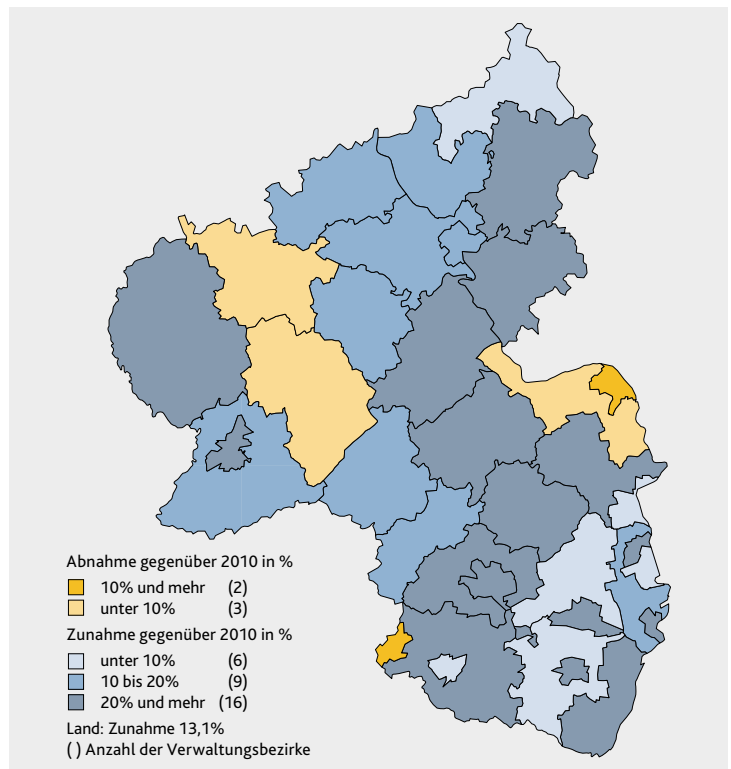 Abnahme gegenüber 2010 in %
10% und mehr (2)
unter 10% (3)
Zunahme gegenüber 2010 in %
unter 10% (6)
10 bis 20% (9)
20% und mehr (16)
Land: Zunahme 13,1%
( ) Anzahl der Verwaltungsbezirke